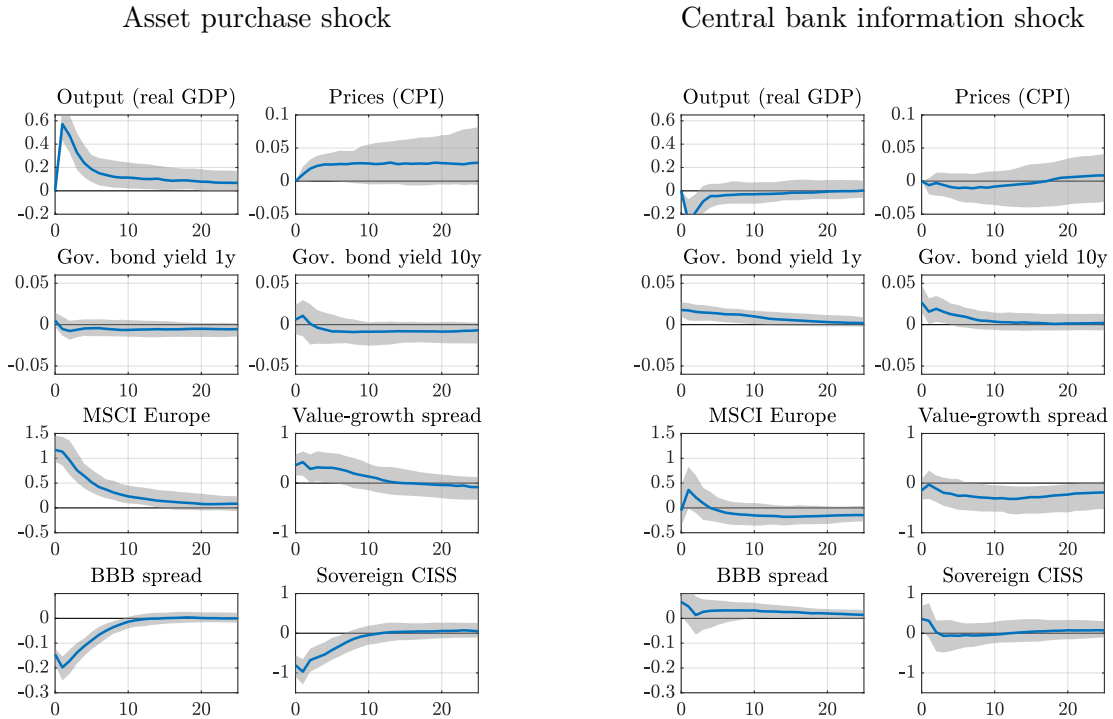 Asset purchase shock
Output (real GDP)
0.6
0.4
0.2
0
-0.2
0 10 20
Prices (CPI)
0.1
0.05
0
-0.05
0 10 20
Gov. bond yield 1y
0.05
0
-0.05
0 10 20
Gov. bond yield 10y
0.05
0
-0.05
0 10 20
MSCI Europe
1.5
1
0.5
0
-0.5
0 10 20
Value-growth spread
1
0
-1
0 10 20
BBB spread
0
-0.1
-0.2
-0.3
0 10 20
Sovereign CISS
1
0
-1
0 10 20
Central bank information shock
Output (real GDP)
0.6
0.4
0.2
0
-0.2
0 10 20
Prices (CPI)
0.1
0.05
0
-0.05
0 10 20
Gov. bond yield 1y
0.05
0
-0.05
0 10 20
Gov. bond yield 10y
0.05
0
-0.05
0 10 20
MSCI Europe
1.5
1
0.5
0
-0.5
0 10 20
Value-growth spread
1
0
-1
0 10 20
BBB spread
0
-0.1
-0.2
-0.3
0 10 20
Sovereign CISS
1
0
-1
0 10 20